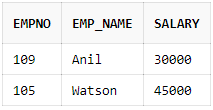 EMPNO EMP_NAME SALARY
109 Anil 30000
105 Watson 45000